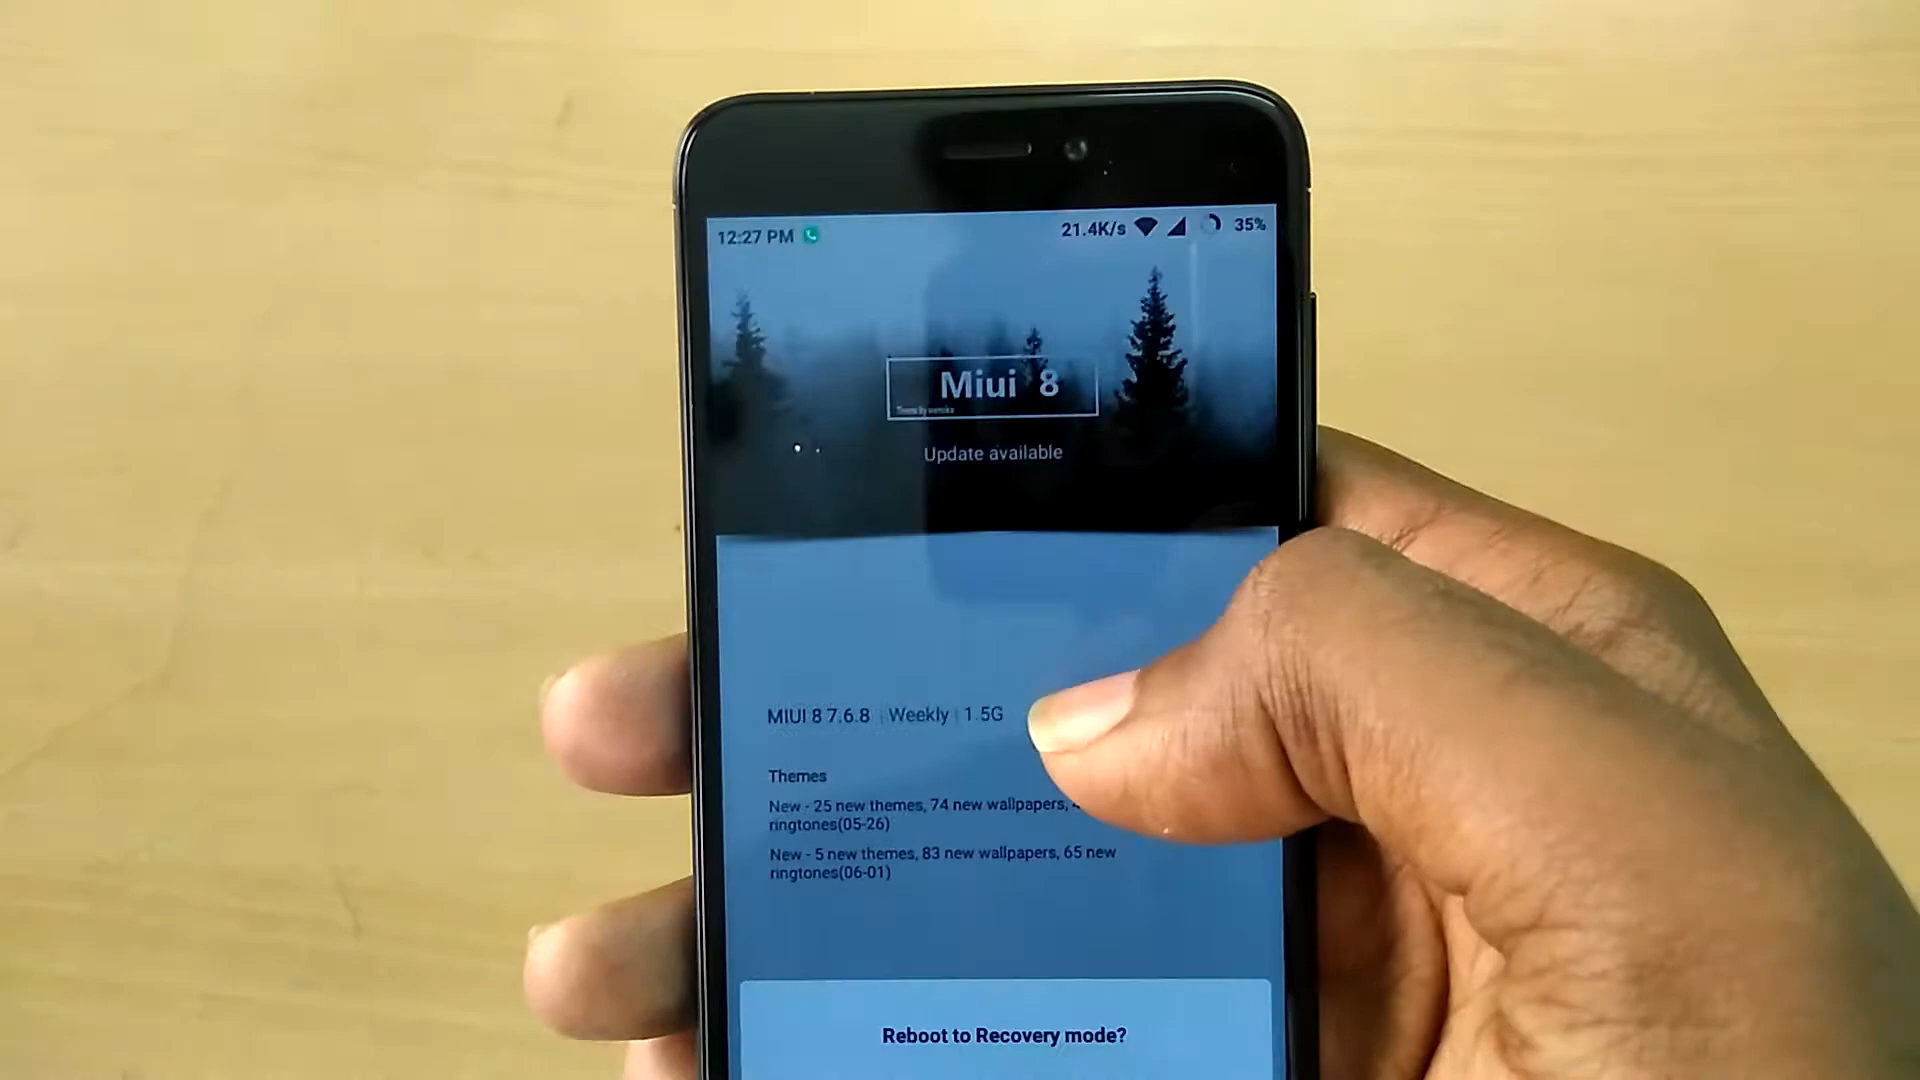 12:27 PM 21.4K/s 35%
Miui 8
Update available
MIUI 8 7.6.8 | Weekly | 1.5G
Themes
New - 25 new themes, 74 new wallpapers,
ringtones(05-26)
New - 5 new themes, 83 new wallpapers, 65 new
ringtones(06-01)
Reboot to Recovery mode?